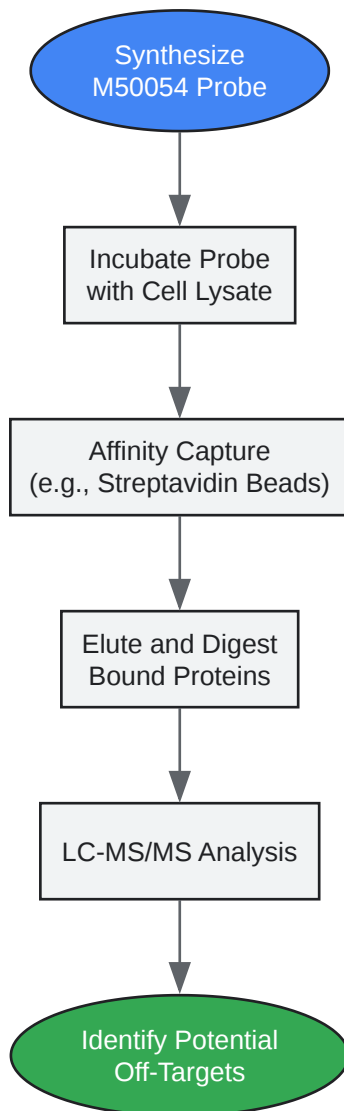 Synthesize
M50054 Probe
Incubate Probe
with Cell Lysate
Affinity Capture
(e.g., Streptavidin Beads)
Elute and Digest
Bound Proteins
LC-MS/MS Analysis
Identify Potential
Off-Targets